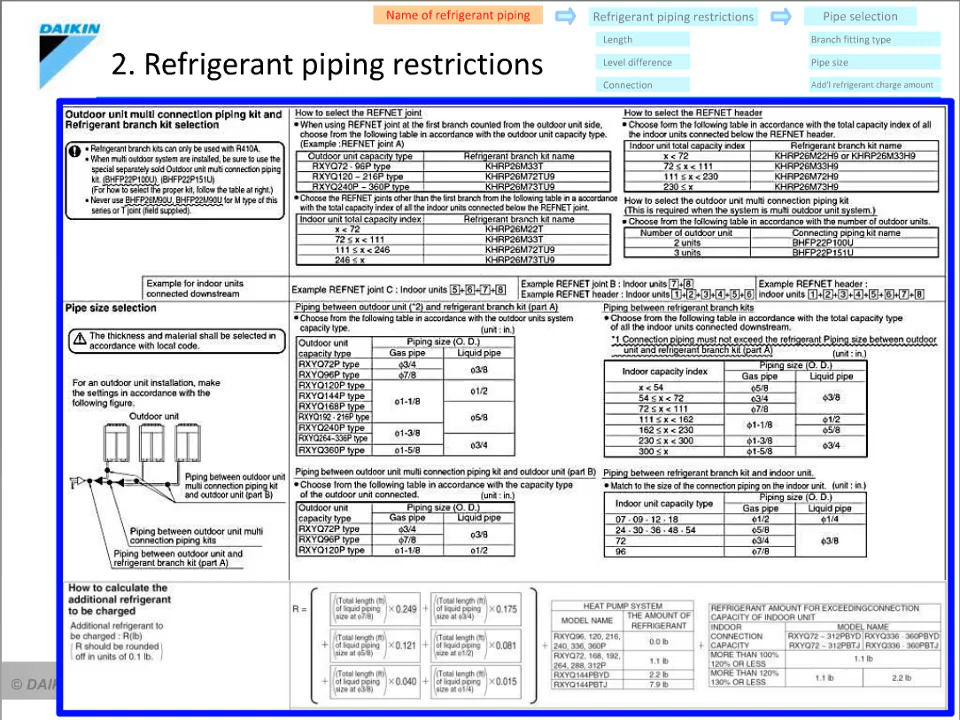 Name of refrigerant piping
Refrigerant piping restrictions
Pipe selection
Length
Branch fitting type
Level difference
Pipe size
Connection
Add'l refrigerant charge amount
DAIKIN
2. Refrigerant piping restrictions
Outdoor unit multi connection piping kit and
Refrigerant branch kit selection
• Refrigerant branch kits can only be used with R410A.
• When multi outdoor system are installed, be sure to use the
special separately sold Outdoor unit multi connection piping
kit. (BHFP22P100U), (BHFP22P151U)
(For how to select the proper kit, follow the table at right.)
• Never use BHFP26M90U, BHFP22M90U for M type of this
series or T joint (field supplied).
How to select the REFNET joint
• When using REFNET joint at the first branch counted from the outdoor unit side,
choose from the following table in accordance with the outdoor unit capacity type.
(Example :REFNET joint A)
Outdoor unit capacity type Refrigerant branch kit name
RXYQ72 · 96P type KHRP26M33T
RXYQ120 ~ 216P type KHRP26M72TU9
RXYQ240P ~ 360P type KHRP26M73TU9
• Choose the REFNET joints other than the first branch from the following table in a accordance
with the total capacity index of all the indoor units connected below the REFNET joint.
Indoor unit total capacity index Refrigerant branch kit name
x < 72 KHRP26M22T
72 ≤ x < 111 KHRP26M33T
111 ≤ x < 246 KHRP26M72TU9
246 ≤ x KHRP26M73TU9
How to select the REFNET header
• Choose form the following table in accordance with the total capacity index of all
the indoor units connected below the REFNET header.
Indoor unit total capacity index Refrigerant branch kit name
x < 72 KHRP26M22H9 or KHRP26M33H9
72 ≤ x < 111 KHRP26M33H9
111 ≤ x < 230 KHRP26M72H9
230 ≤ x KHRP26M73H9
How to select the outdoor unit multi connection piping kit
(This is required when the system is multi outdoor unit system.)
• Choose from the following table in accordance with the number of outdoor units.
Number of outdoor unit Connecting piping kit name
2 units BHFP22P100U
3 units BHFP22P151U
Example for indoor units
connected downstream
Example REFNET joint C : Indoor units 5+6+7+8
Example REFNET joint B : Indoor units 7+8
Example REFNET header : Indoor units 1+2+3+4+5+6
Example REFNET header :
indoor units 1+2+3+4+5+6+7+8
Pipe size selection
The thickness and material shall be selected in
accordance with local code.
For an outdoor unit installation, make
the settings in accordance with the
following figure.
Outdoor unit
Piping between outdoor unit
multi connection piping kit
and outdoor unit (part B)
Piping between outdoor unit multi
connection piping kits
Piping between outdoor unit and
refrigerant branch kit (part A)
Piping between outdoor unit (*2) and refrigerant branch kit (part A)
• Choose from the following table in accordance with the outdoor units system
capacity type. (unit : in.)
Outdoor unit
capacity type
Piping size (O. D.)
Gas pipe Liquid pipe
RXYQ72P type φ3/4 φ3/8
RXYQ96P type φ7/8
RXYQ120P type φ1-1/8 φ1/2
RXYQ144P type
RXYQ168P type φ5/8
RXYQ192 · 216P type
RXYQ240P type φ1-3/8
RXYQ264~336P type φ3/4
RXYQ360P type φ1-5/8
Piping between refrigerant branch kits
• Choose from the following table in accordance with the total capacity type
of all the indoor units connected downstream.
*1 Connection piping must not exceed the refrigerant Piping size between outdoor
unit and refrigerant branch kit (part A) (unit : in.)
Indoor capacity index Piping size (O. D.)
Gas pipe Liquid pipe
x < 54 φ5/8 φ3/8
54 ≤ x < 72 φ3/4
72 ≤ x < 111 φ7/8
111 ≤ x < 162 φ1-1/8 φ1/2
162 ≤ x < 230 φ5/8
230 ≤ x < 300 φ1-3/8 φ3/4
300 ≤ x φ1-5/8
Piping between outdoor unit multi connection piping kit and outdoor unit (part B)
• Choose from the following table in accordance with the capacity type
of the outdoor unit connected. (unit : in.)
Outdoor unit
capacity type
Piping size (O. D.)
Gas pipe Liquid pipe
RXYQ72P type φ3/4 φ3/8
RXYQ96P type φ7/8
RXYQ120P type φ1-1/8 φ1/2
Piping between refrigerant branch kit and indoor unit.
• Match to the size of the connection piping on the indoor unit. (unit : in.)
Indoor unit capacity type Piping size (O. D.)
Gas pipe Liquid pipe
07 · 09 · 12 · 18 φ1/2 φ1/4
24 · 30 · 36 · 48 · 54 φ5/8 φ3/8
72 φ3/4
96 φ7/8
How to calculate the
additional refrigerant
to be charged
Additional refrigerant to
be charged : R(lb)
R should be rounded
off in units of 0.1 lb.
R =
(Total length (ft) of liquid piping size at φ7/8) ×0.249 + (Total length (ft) of liquid piping size at φ3/4) ×0.175
+ (Total length (ft) of liquid piping size at φ5/8) ×0.121 + (Total length (ft) of liquid piping size at φ1/2) ×0.081
+ (Total length (ft) of liquid piping size at φ3/8) ×0.040 + (Total length (ft) of liquid piping size at φ1/4) ×0.015
+
HEAT PUMP SYSTEM
MODEL NAME THE AMOUNT OF REFRIGERANT
RXYQ96, 120, 216,
240, 336, 360P 0.0 lb
RXYQ72, 168, 192,
264, 288, 312P 1.1 lb
RXYQ144PBYD 2.2 lb
RXYQ144PBTJ 7.9 lb
+
REFRIGERANT AMOUNT FOR EXCEEDINGCONNECTION
CAPACITY OF INDOOR UNIT
INDOOR
CONNECTION
CAPACITY
MODEL NAME
RXYQ72 ~ 312PBYD RXYQ336 · 360PBYD
RXYQ72 ~ 312PBTJ RXYQ336 · 360PBTJ
MORE THAN 100%
120% OR LESS 1.1 lb
MORE THAN 120%
130% OR LESS 1.1 lb 2.2 lb
© DAIK